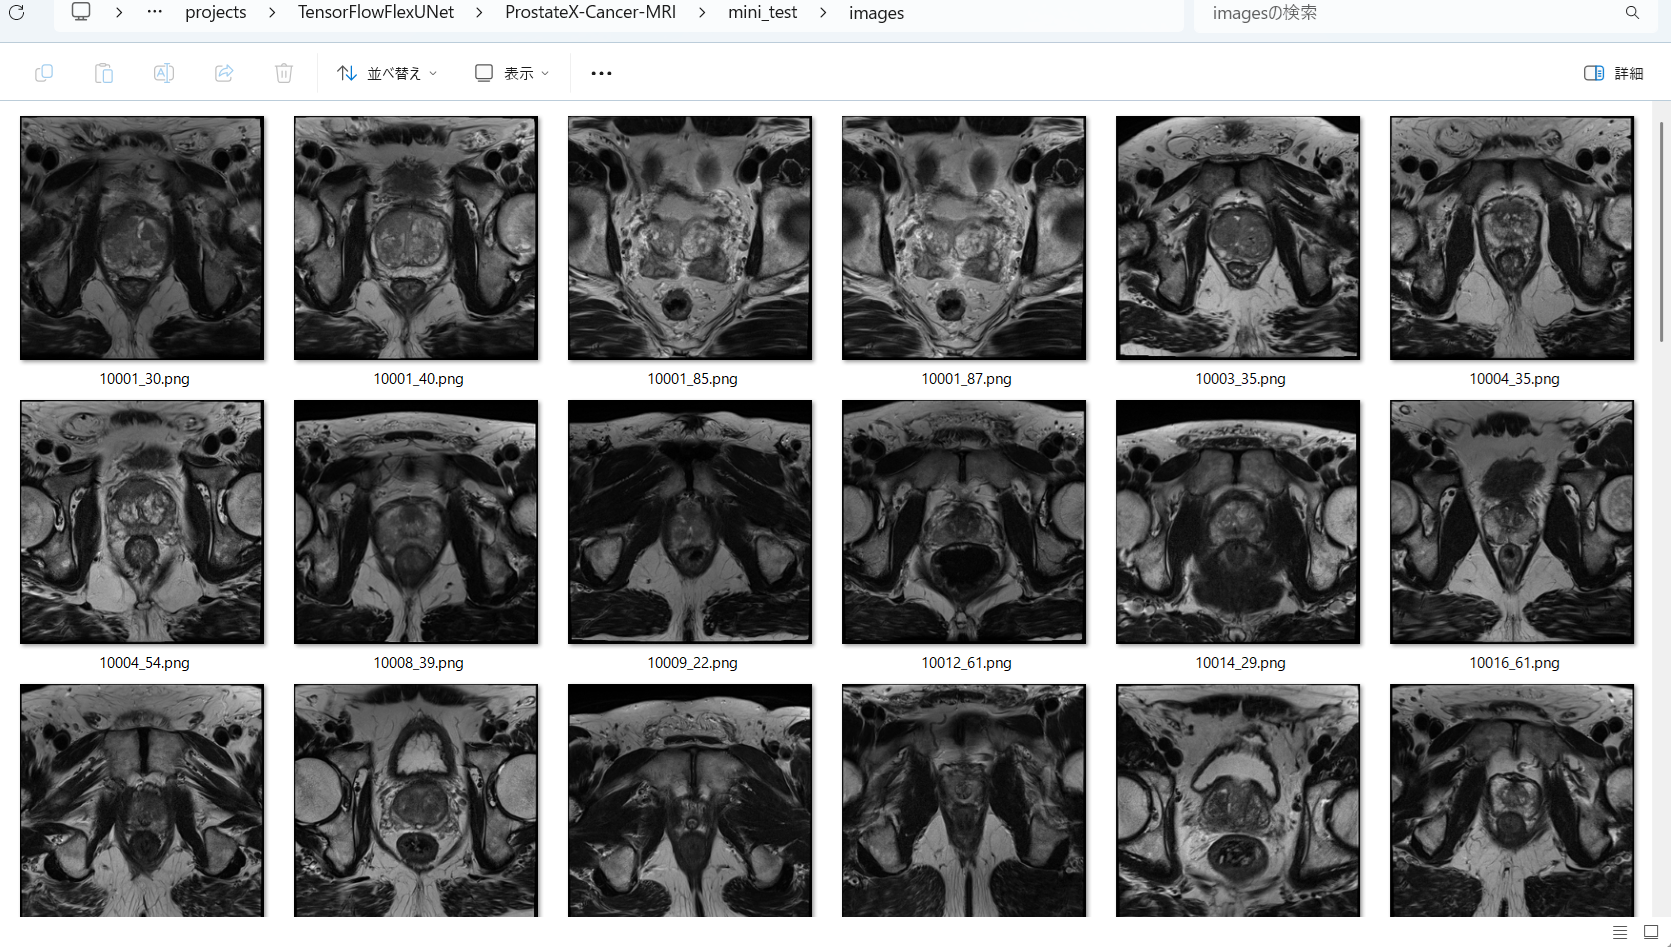 projects > TensorFlowFlexUNet > ProstateX-Cancer-MRI > mini_test > images
imagesの検索
並べ替え
表示
詳細
10001_30.png
10001_40.png
10001_85.png
10001_87.png
10003_35.png
10004_35.png
10004_54.png
10008_39.png
10009_22.png
10012_61.png
10014_29.png
10016_61.png